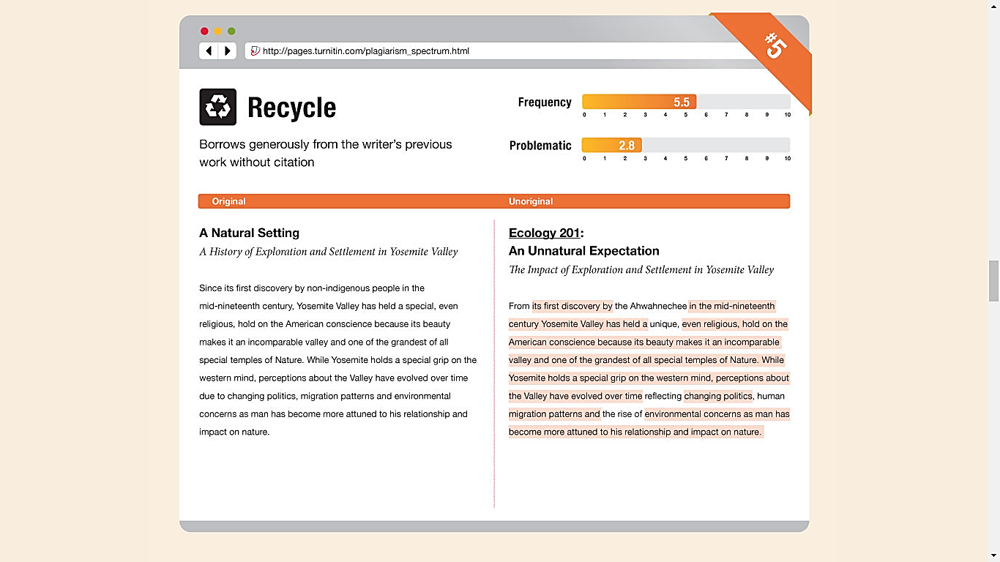 http://pages.turnitin.com/plagiarism_spectrum.html
#5
Recycle
Borrows generously from the writer's previous
work without citation
Frequency
5.5
0 1 2 3 4 5 6 7 8 9 10
Problematic
2.8
0 1 2 3 4 5 6 7 8 9 10
Original
Unoriginal
A Natural Setting
A History of Exploration and Settlement in Yosemite Valley
Since its first discovery by non-indigenous people in the
mid-nineteenth century, Yosemite Valley has held a special, even
religious, hold on the American conscience because its beauty
makes it an incomparable valley and one of the grandest of all
special temples of Nature. While Yosemite holds a special grip on the
western mind, perceptions about the Valley have evolved over time
due to changing politics, migration patterns and environmental
concerns as man has become more attuned to his relationship and
impact on nature.
Ecology 201:
An Unnatural Expectation
The Impact of Exploration and Settlement in Yosemite Valley
From its first discovery by the Ahwahnechee in the mid-nineteenth
century Yosemite Valley has held a unique, even religious, hold on the
American conscience because its beauty makes it an incomparable
valley and one of the grandest of all special temples of Nature. While
Yosemite holds a special grip on the western mind, perceptions about
the Valley have evolved over time reflecting changing politics, human
migration patterns and the rise of environmental concerns as man has
become more attuned to his relationship and impact on nature.